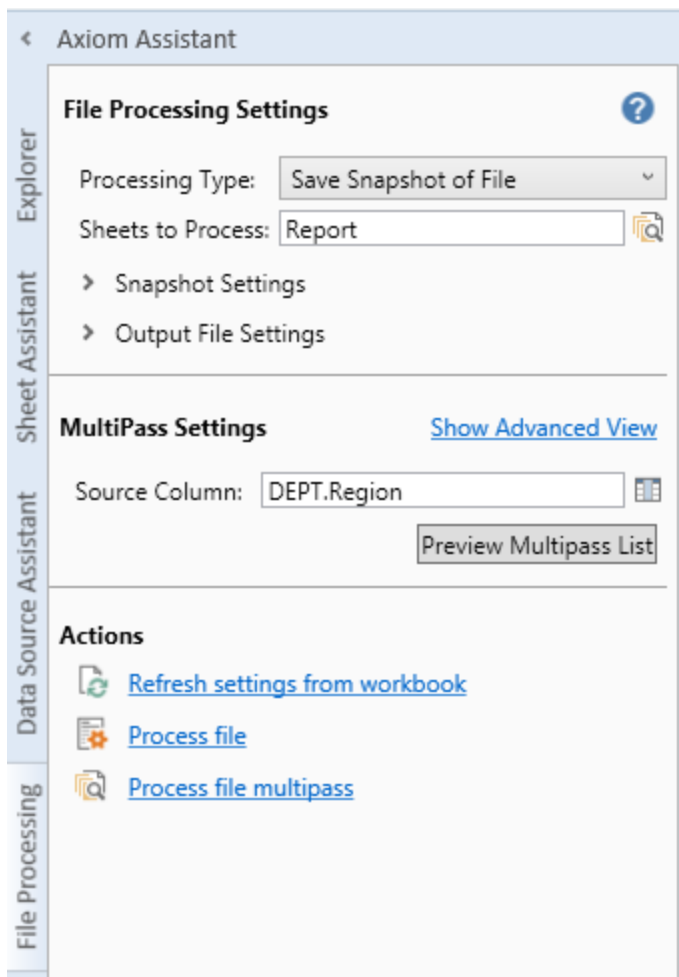 Axiom Assistant
File Processing Settings
?
Processing Type: Save Snapshot of File
Sheets to Process: Report
Snapshot Settings
Output File Settings
MultiPass Settings Show Advanced View
Source Column: DEPT.Region
Preview Multipass List
Actions
Refresh settings from workbook
Process file
Process file multipass
Explorer
Sheet Assistant
Data Source Assistant
File Processing